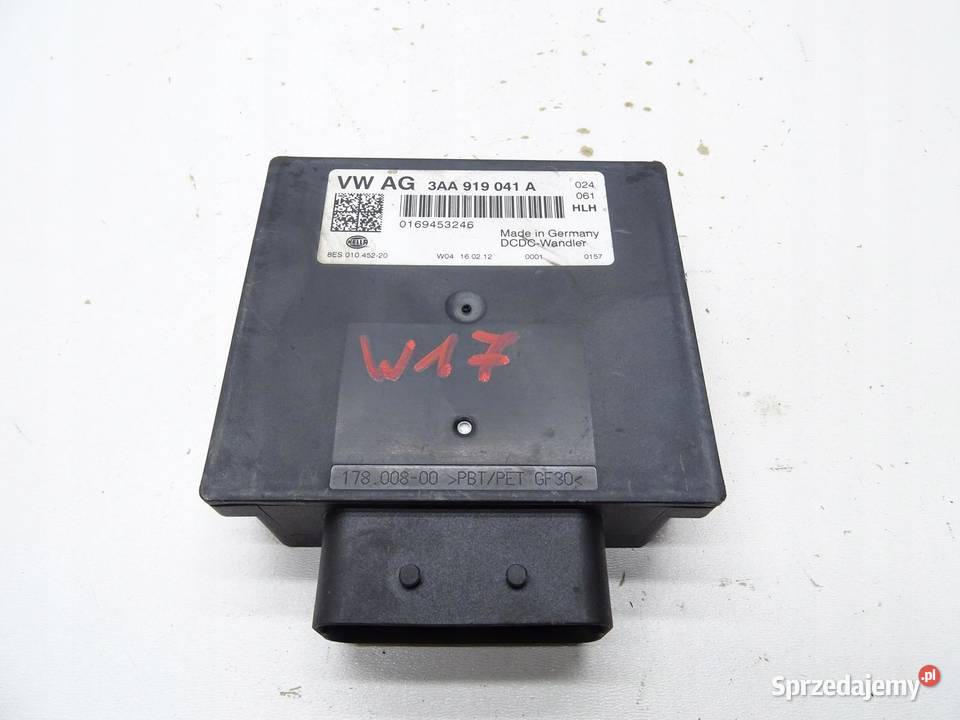 VW AG 3AA 919 041 A 024
061
HLH
0169453246
Made in Germany
DCDC-Wandler
HELLA
8ES 010.452-20 W04 16.02.12 0001 0157
W17
178.008-00 >PBT/PET GF30<
Sprzedajemy.pl